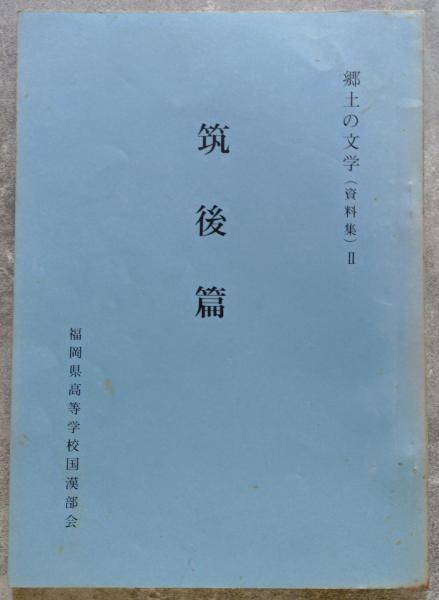 郷土の文学（資料集）Ⅱ
筑後篇
福岡県高等学校国漢部会